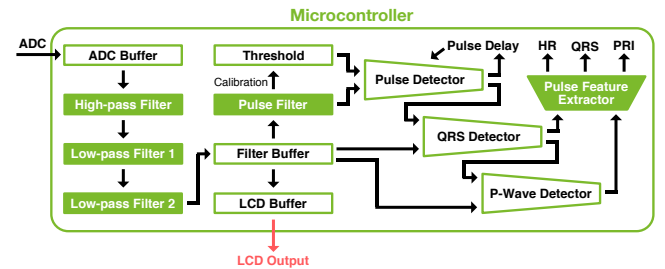 Microcontroller
ADC
ADC Buffer
High-pass Filter
Low-pass Filter 1
Low-pass Filter 2
Threshold
Calibration
Pulse Filter
Filter Buffer
LCD Buffer
LCD Output
Pulse Delay
Pulse Detector
QRS Detector
P-Wave Detector
HR QRS PRI
Pulse Feature
Extractor